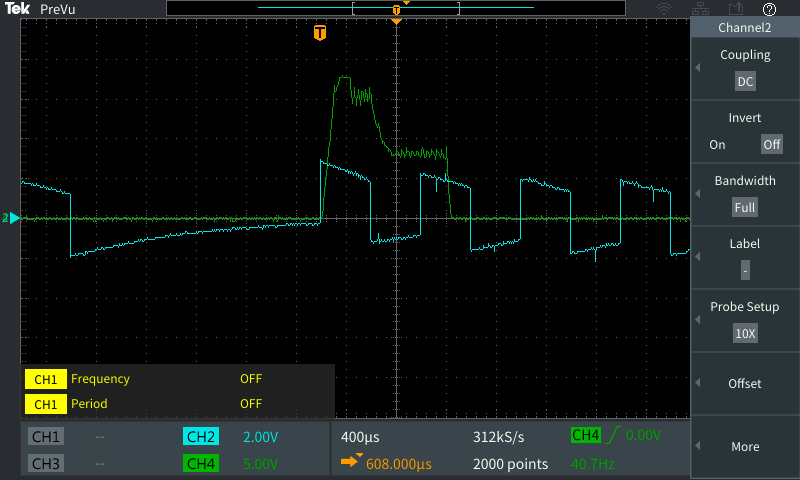 Tek PreVu
T
T
Channel2
Coupling
DC
Invert
On Off
Bandwidth
Full
Label
-
Probe Setup
10X
Offset
More
2
CH1 Frequency OFF
CH1 Period OFF
CH1 -- CH2 2.00V 400µs 312kS/s CH4 0.00V
CH3 -- CH4 5.00V 608.000µs 2000 points 40.7Hz